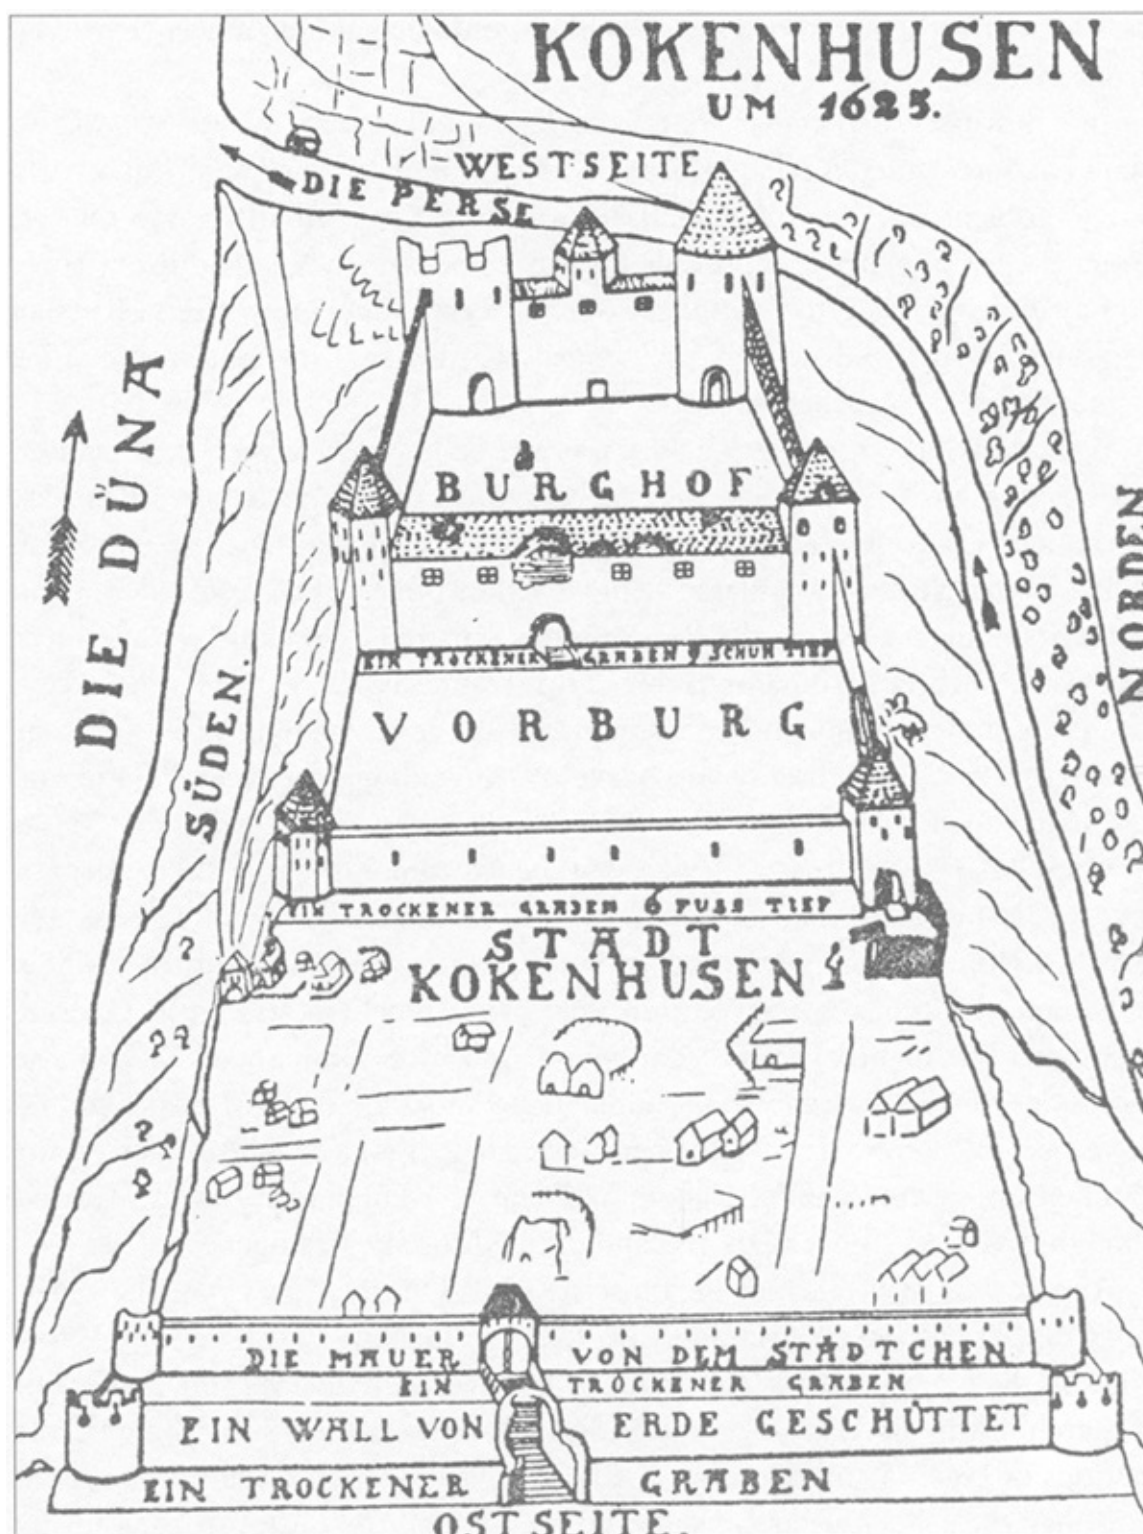 KOKENHUSEN
UM 1625.
WESTSEITE
DIE PERSE
DIE DÜNA
SÜDEN.
NORDEN
BURGHOF
EIN TROCKENER GRABEN 9 SCHUH TIEF
VORBURG
EIN TROCKENER GRABEN 6 FUSS TIEF
STADT
KOKENHUSEN
DIE MAUER VON DEM STÄDTCHEN
EIN TROCKENER GRABEN
EIN WALL VON ERDE GESCHÜTTET
EIN TROCKENER GRABEN
OSTSEITE.